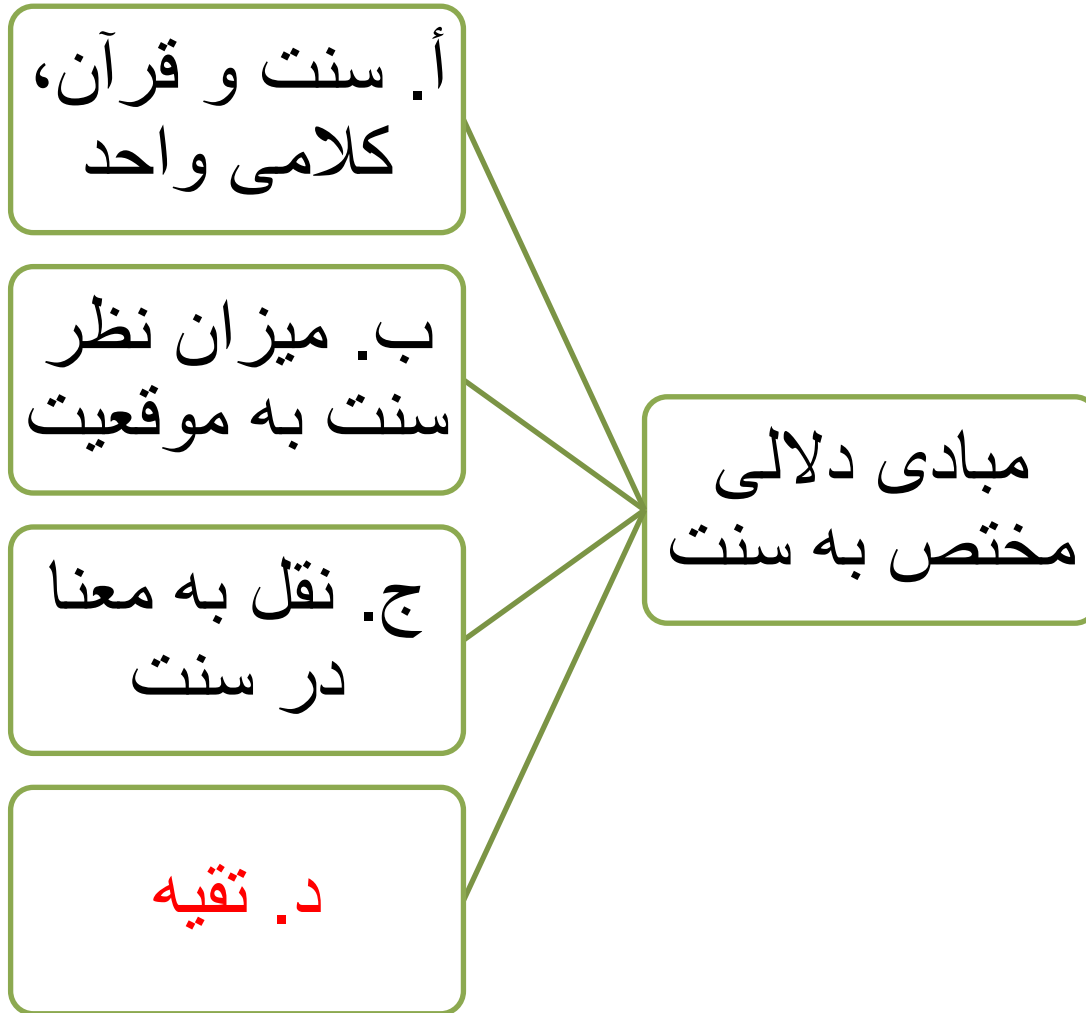 مبادی دلالی
مختص به سنت
أ. سنت و قرآن،
کلامی واحد
ب. میزان نظر
سنت به موقعیت
ج. نقل به معنا
در سنت
د. تقیه